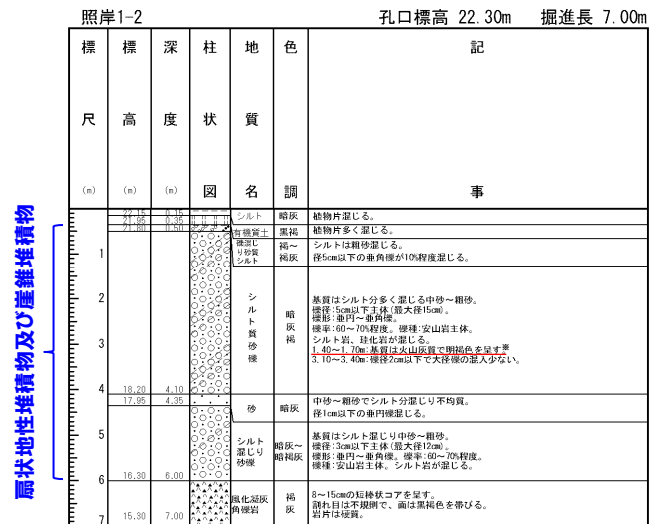 照岸1-2 孔口標高 22.30m 掘進長 7.00m
標尺(m) 標高(m) 深度(m) 柱状図 地質名 色調 記事
22.15 0.15 シルト 暗灰 植物片混じる。
21.95 0.35 有機質土 黒褐 植物片多く混じる。
21.80 0.50
礫混じり砂質シルト 褐～褐灰 シルトは粗砂混じる。
径5cm以下の亜角礫が10%程度混じる。
1
2
3
4
5
6
7
シルト質砂礫 暗灰褐
基質はシルト分多く混じる中砂～粗砂。
礫径:5cm以下主体(最大径15cm)。
礫形:亜円～亜角礫。
礫率:60～70%程度。礫種:安山岩主体。
シルト岩、珪化岩が混じる。
1.40～1.70m:基質は火山灰質で明褐色を呈す※
3.10～3.40m:礫径2cm以下で大径礫の混入少ない。
18.20 4.10
17.95 4.35 砂 暗灰 中砂～粗砂でシルト分混じり不均質。
径1cm以下の亜円礫混じる。
シルト混じり砂礫 暗灰～暗褐灰
基質はシルト混じり中砂～粗砂。
礫径:3cm以下主体(最大径12cm)。
礫形:亜円～亜角礫。礫率:60～70%程度。
礫種:安山岩主体。シルト岩が混じる。
16.30 6.00
風化凝灰角礫岩 褐灰
8～15cmの短棒状コアを呈す。
割れ目は不規則で、面は黒褐色を帯びる。
岩片は硬質。
15.30 7.00
扇状地性堆積物及び崖錐堆積物